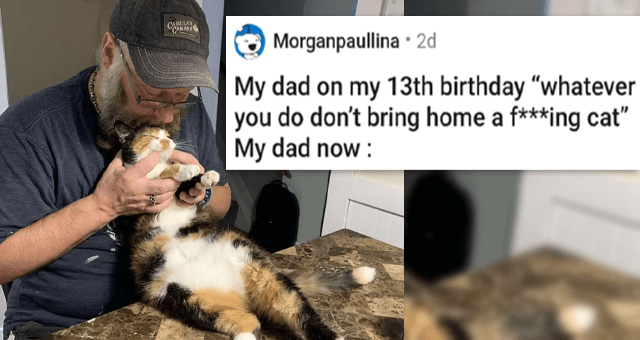 Morganpaullina · 2d
My dad on my 13th birthday “whatever
you do don’t bring home a f***ing cat”
My dad now :